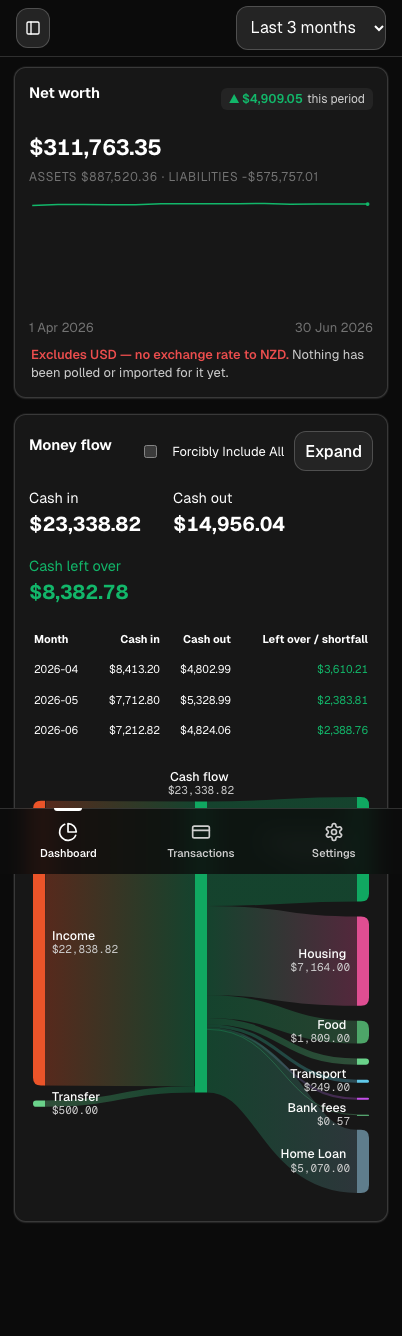 Last 3 months
Net worth
▲ $4,909.05 this period
$311,763.35
ASSETS $887,520.36 · LIABILITIES -$575,757.01
1 Apr 2026
30 Jun 2026
Excludes USD — no exchange rate to NZD. Nothing has
been polled or imported for it yet.
Money flow
Forcibly Include All
Expand
Cash in
Cash out
$23,338.82
$14,956.04
Cash left over
$8,382.78
Month Cash in Cash out Left over / shortfall
2026-04 $8,413.20 $4,802.99 $3,610.21
2026-05 $7,712.80 $5,328.99 $2,383.81
2026-06 $7,212.82 $4,824.06 $2,388.76
Cash flow
$23,338.82
Dashboard
Transactions
Settings
Income
$22,838.82
Housing
$7,164.00
Food
$1,809.00
Transport
$249.00
Transfer
$500.00
Bank fees
$0.57
Home Loan
$5,070.00